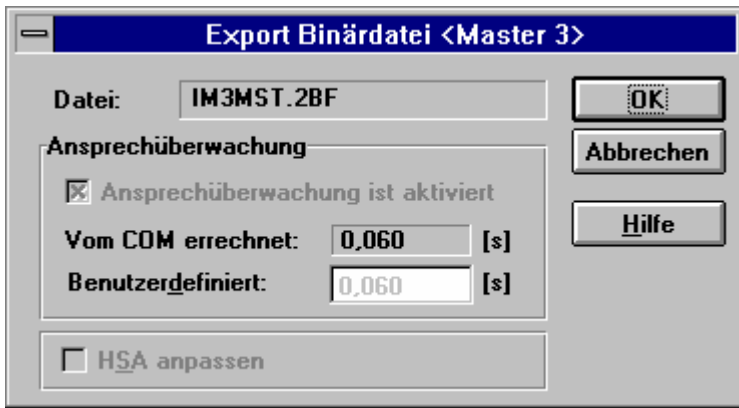 Export Binärdatei <Master 3>
Datei: IM3MST.2BF
OK
Ansprechüberwachung
Abbrechen
Ansprechüberwachung ist aktiviert
Hilfe
Vom COM errechnet: 0,060 [s]
Benutzerdefiniert: 0,060 [s]
HSA anpassen